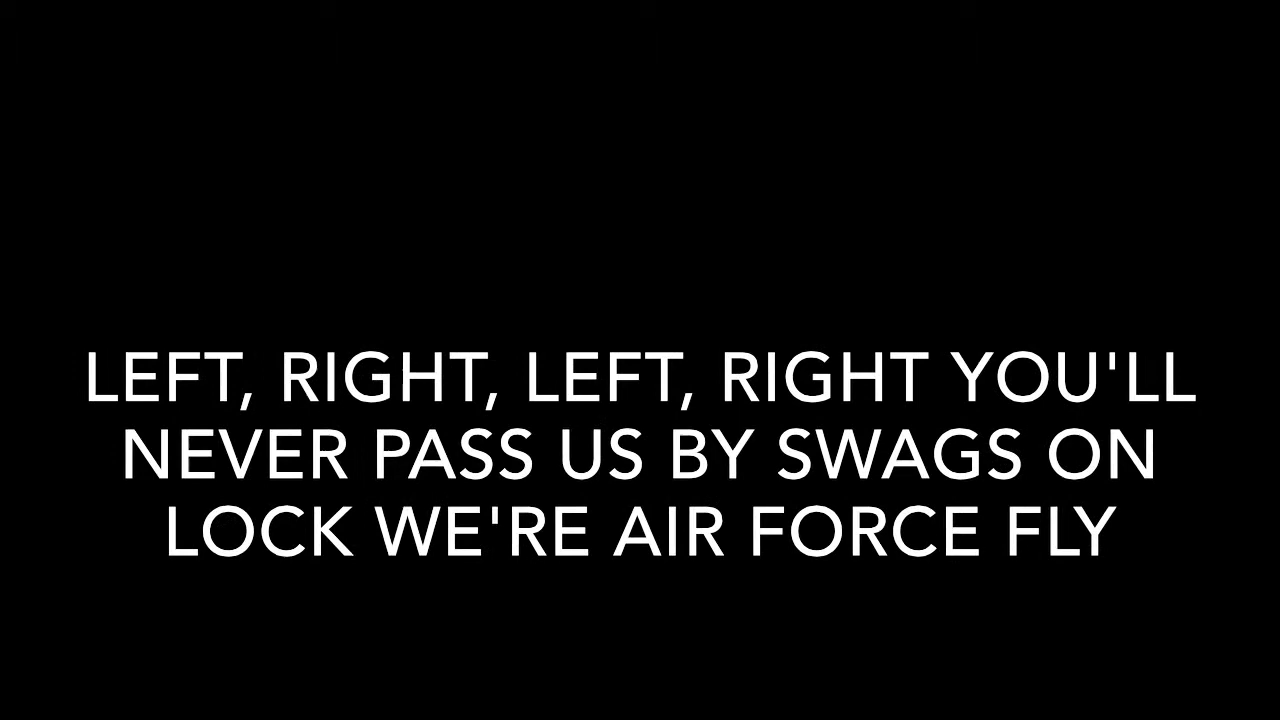 LEFT, RIGHT, LEFT, RIGHT YOU'LL
NEVER PASS US BY SWAGS ON
LOCK WE'RE AIR FORCE FLY